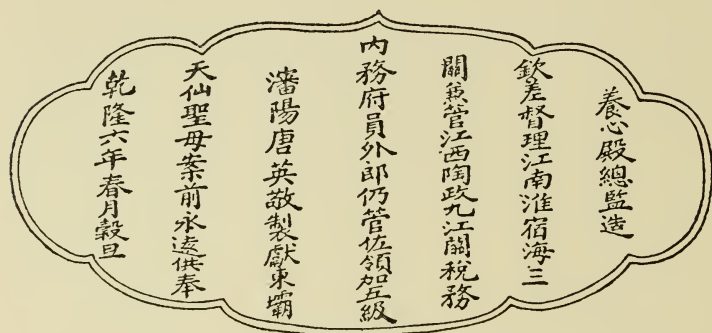 養心殿總監造
欽差督理江南淮宿海三
關兼管江西陶政九江關稅務
內務府員外郎仍管佐領加五級
瀋陽唐英敬製獻東壩
天仙聖母案前永遠供奉
乾隆六年春月穀旦